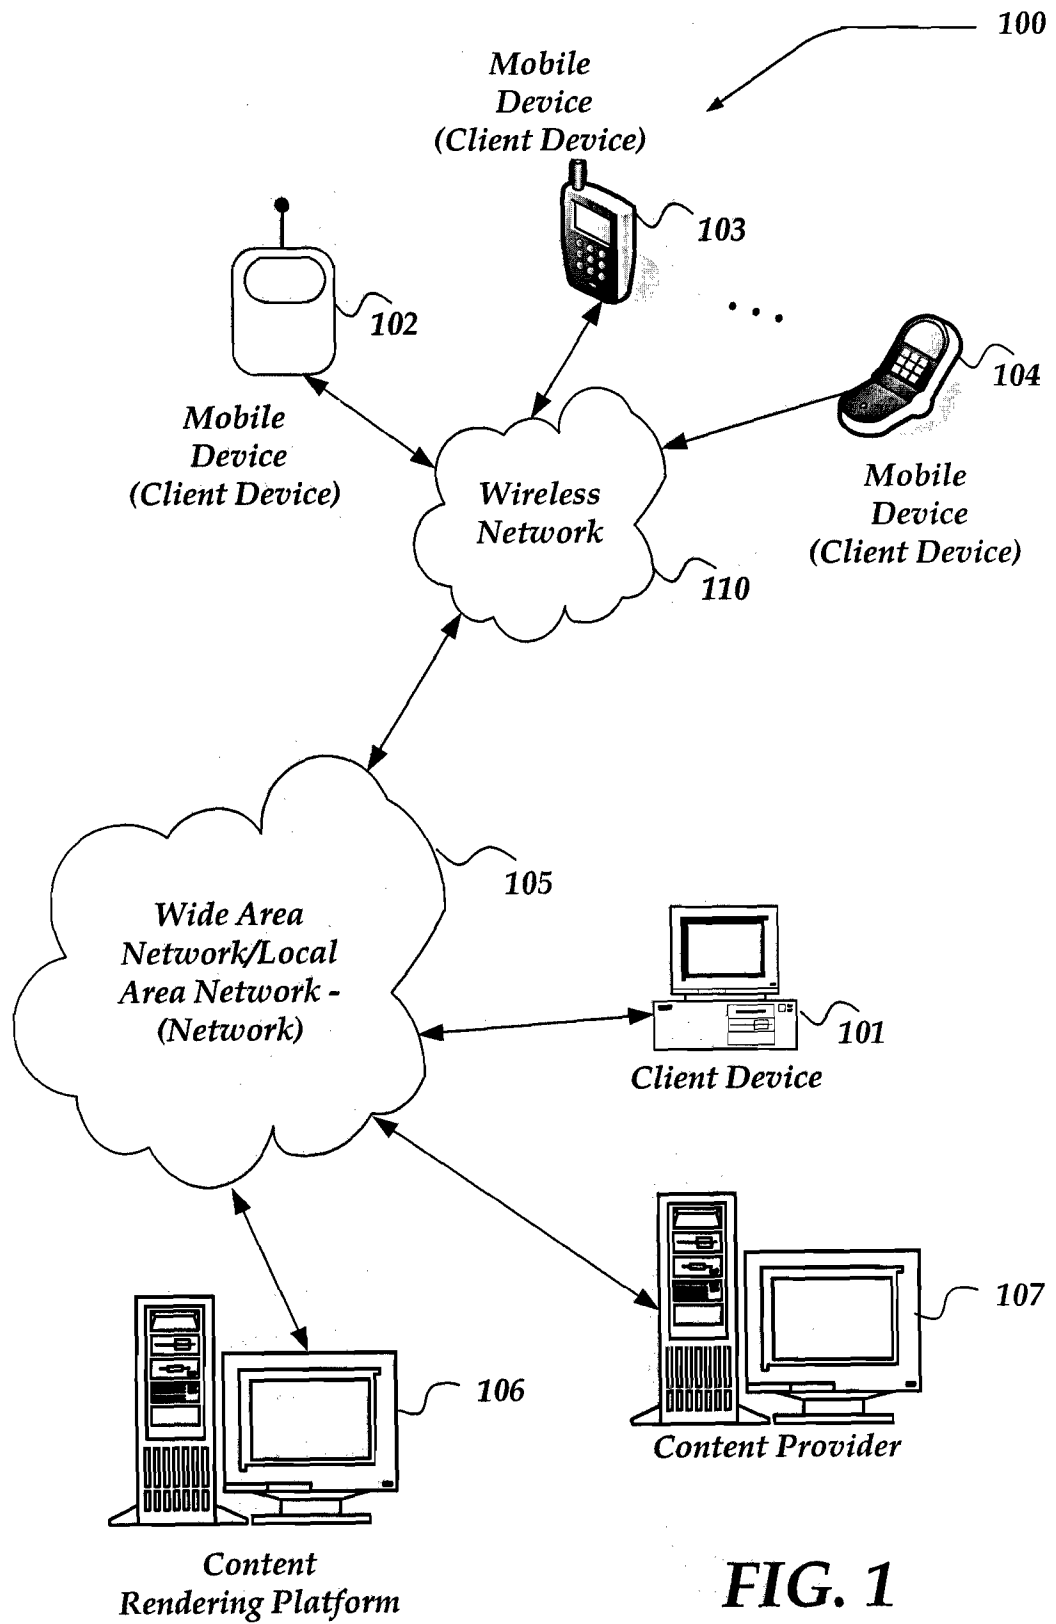 100
Mobile
Device
(Client Device)
103
102
104
Mobile
Device
(Client Device)
Mobile
Device
(Client Device)
Wireless
Network
110
105
Wide Area
Network/Local
Area Network -
(Network)
101
Client Device
107
Content Provider
106
Content
Rendering Platform
FIG. 1